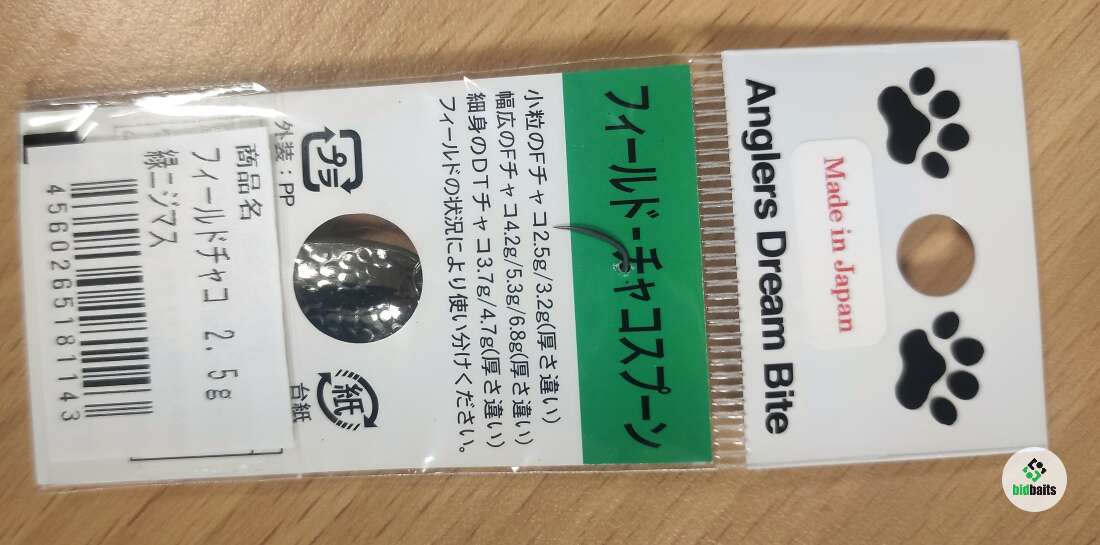 Anglers Dream Bite
Made in Japan
フィールド-チャコスプーン
小粒のFチャコ2.5g/3.2g(厚さ違い)
幅広のFチャコ4.2g/5.3g/6.8g(厚さ違い)
細身のDTチャコ3.7g/4.7g(厚さ違い)
フィールドの状況により使い分けください。
プラ
外装：PP
紙
台紙
商品名
フィールドチャコ 2.5g
緑ニジマス
4560265181143
bidbaits